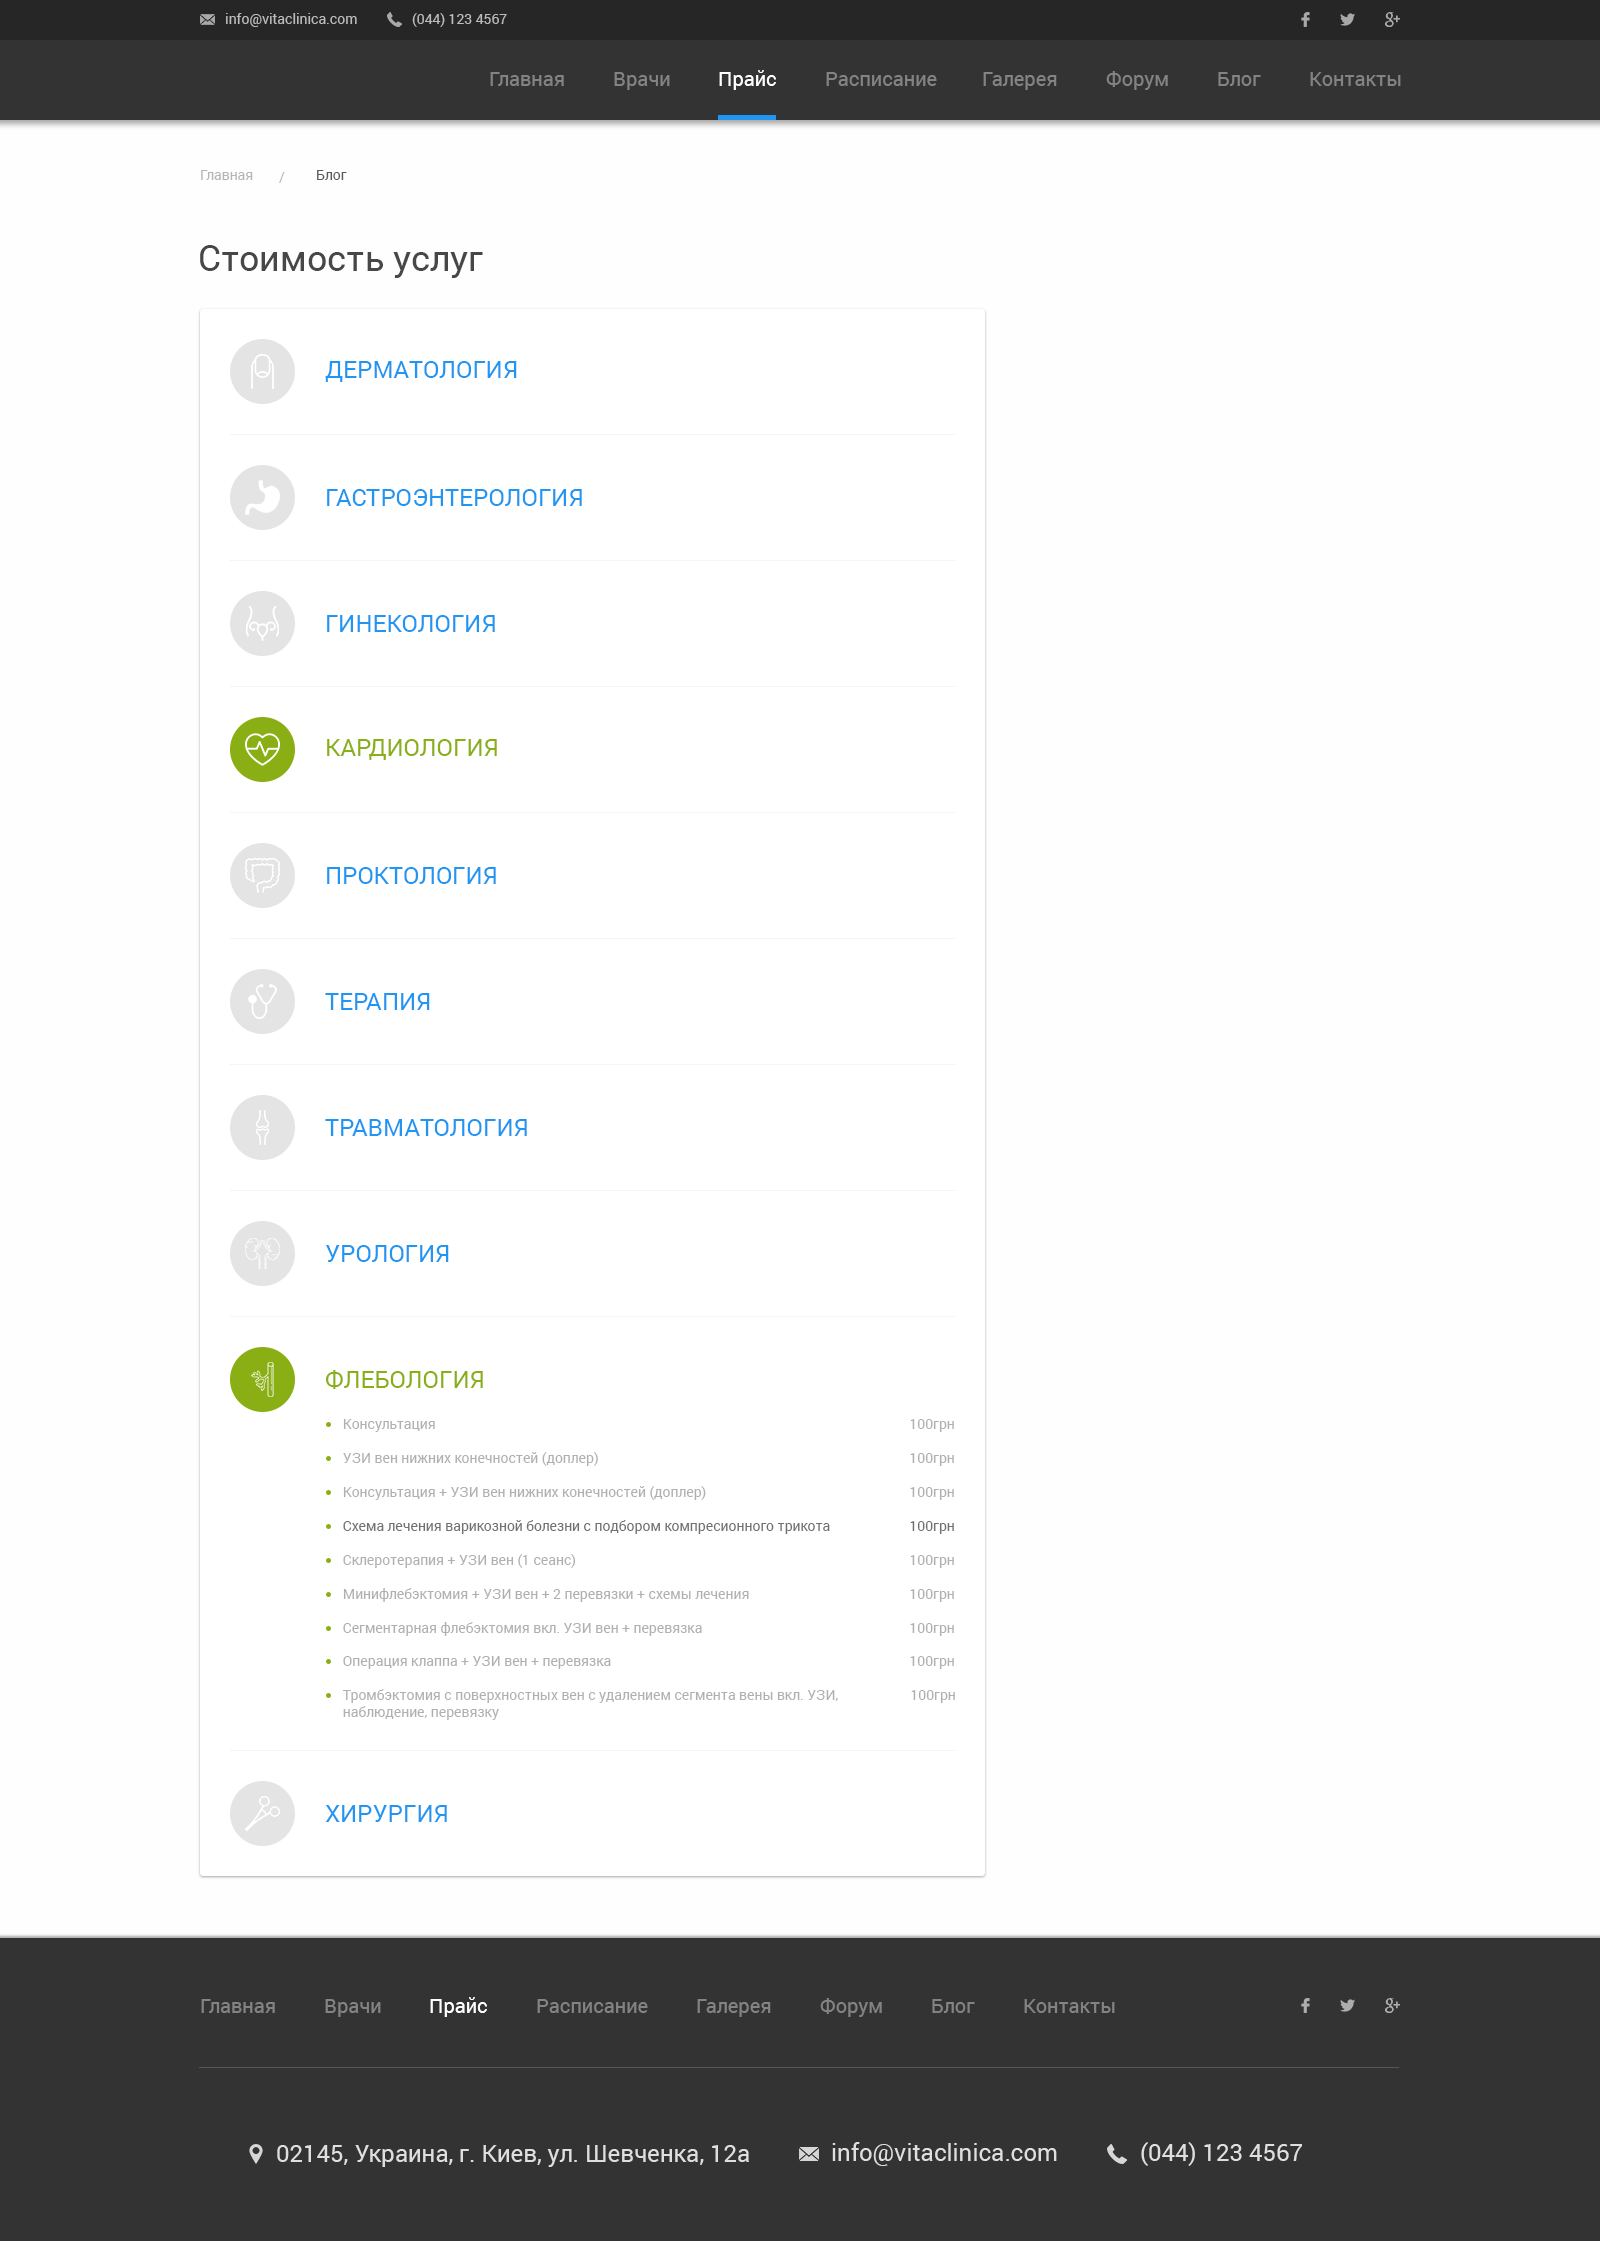 info@vitaclinica.com (044) 123 4567
Главная Врачи Прайс Расписание Галерея Форум Блог Контакты
Главная / Блог
Стоимость услуг
ДЕРМАТОЛОГИЯ
ГАСТРОЭНТЕРОЛОГИЯ
ГИНЕКОЛОГИЯ
КАРДИОЛОГИЯ
ПРОКТОЛОГИЯ
ТЕРАПИЯ
ТРАВМАТОЛОГИЯ
УРОЛОГИЯ
ФЛЕБОЛОГИЯ
Консультация 100грн
УЗИ вен нижних конечностей (доплер) 100грн
Консультация + УЗИ вен нижних конечностей (доплер) 100грн
Схема лечения варикозной болезни с подбором компресионного трикота 100грн
Склеротерапия + УЗИ вен (1 сеанс) 100грн
Минифлебэктомия + УЗИ вен + 2 перевязки + схемы лечения 100грн
Сегментарная флебэктомия вкл. УЗИ вен + перевязка 100грн
Операция клаппа + УЗИ вен + перевязка 100грн
Тромбэктомия с поверхностных вен с удалением сегмента вены вкл. УЗИ, 100грн
наблюдение, перевязку
ХИРУРГИЯ
Главная Врачи Прайс Расписание Галерея Форум Блог Контакты
02145, Украина, г. Киев, ул. Шевченка, 12а info@vitaclinica.com (044) 123 4567